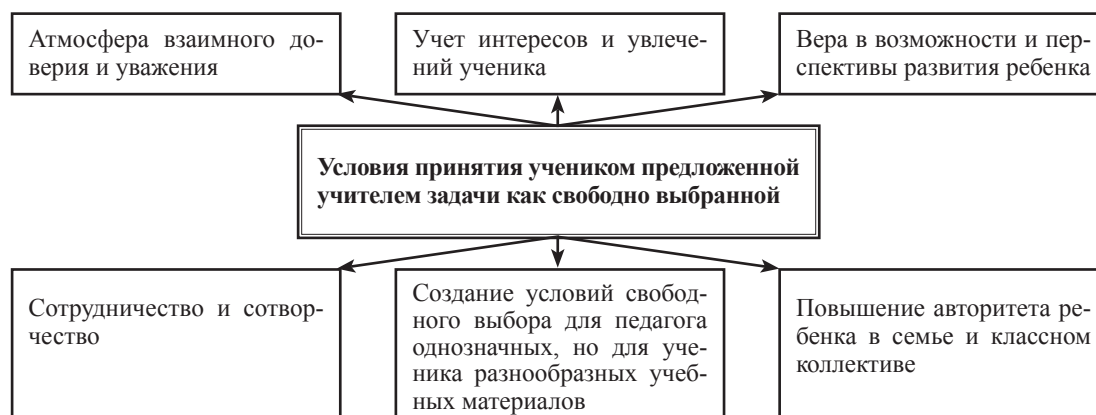 Атмосфера взаимного до-
верия и уважения
Учет интересов и увлече-
ний ученика
Вера в возможности и пер-
спективы развития ребенка
Условия принятия учеником предложенной
учителем задачи как свободно выбранной
Сотрудничество и сотвор-
чество
Создание условий свобод-
ного выбора для педагога
однозначных, но для уче-
ника разнообразных учеб-
ных материалов
Повышение авторитета ре-
бенка в семье и классном
коллективе